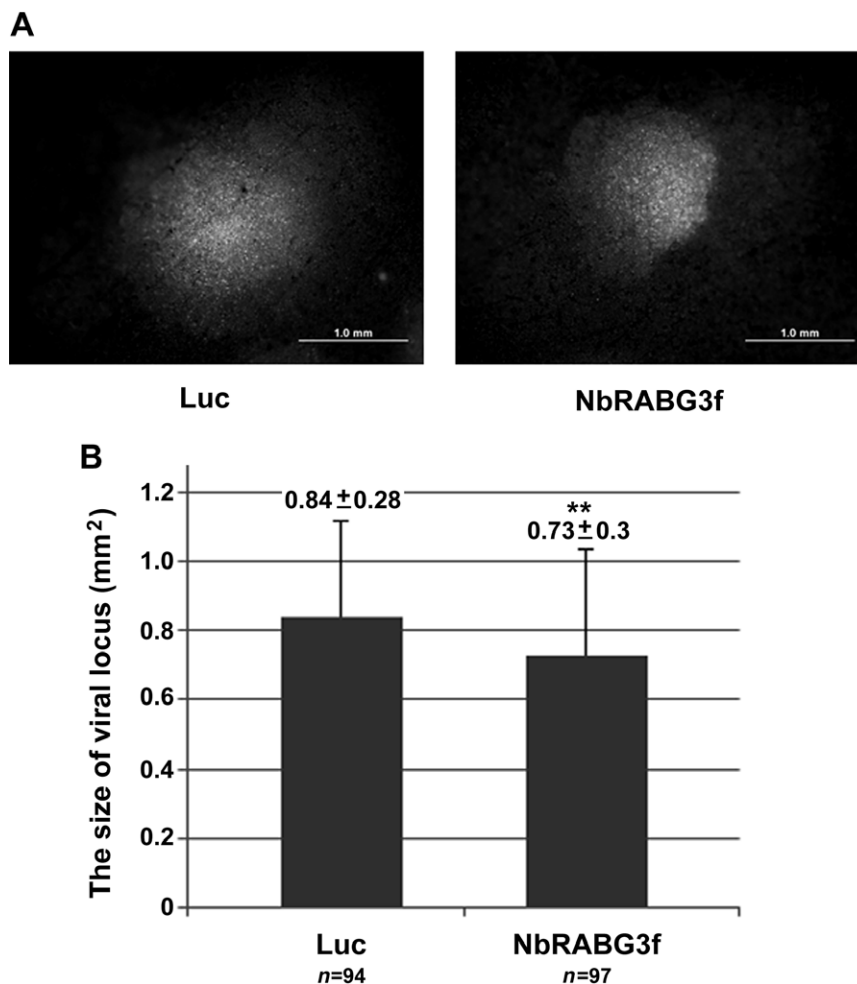 A
1.0 mm
1.0 mm
Luc
NbRABG3f
B
The size of viral locus (mm²)
1.2
1.0
0.8
0.6
0.4
0.2
0
0.84 ± 0.28
**
0.73 ± 0.3
Luc
NbRABG3f
n=94
n=97